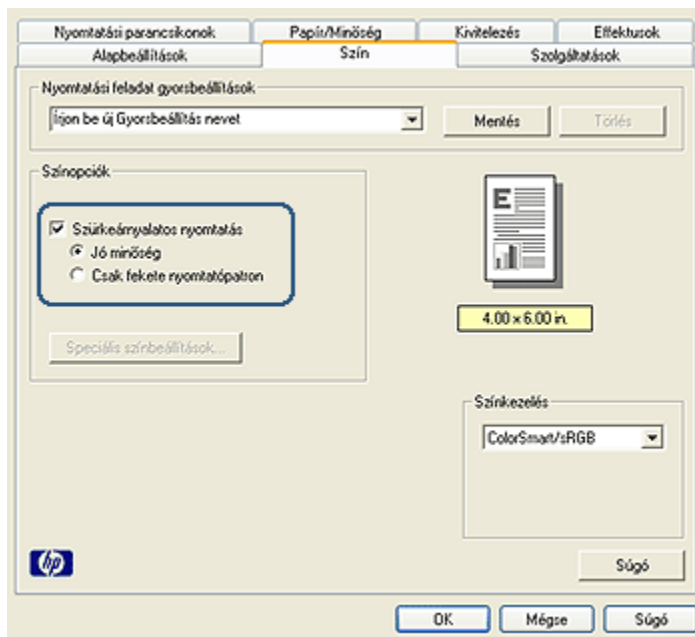 Nyomtatási parancsikonok Papír/Minőség Kivitelezés Effektusok
Alapbeállítások Szín Szolgáltatások
Nyomtatási feladat gyorsbeállítások
Írjon be új Gyorsbeállítás nevet Mentés Törlés
Színopciók
Szürkeárnyalatos nyomtatás
Jó minőség
Csak fekete nyomtatópatron
E
4.00 × 6.00 in.
Speciális színbeállítások...
Színkezelés
ColorSmart/sRGB
hp Súgó
OK Mégse Súgó